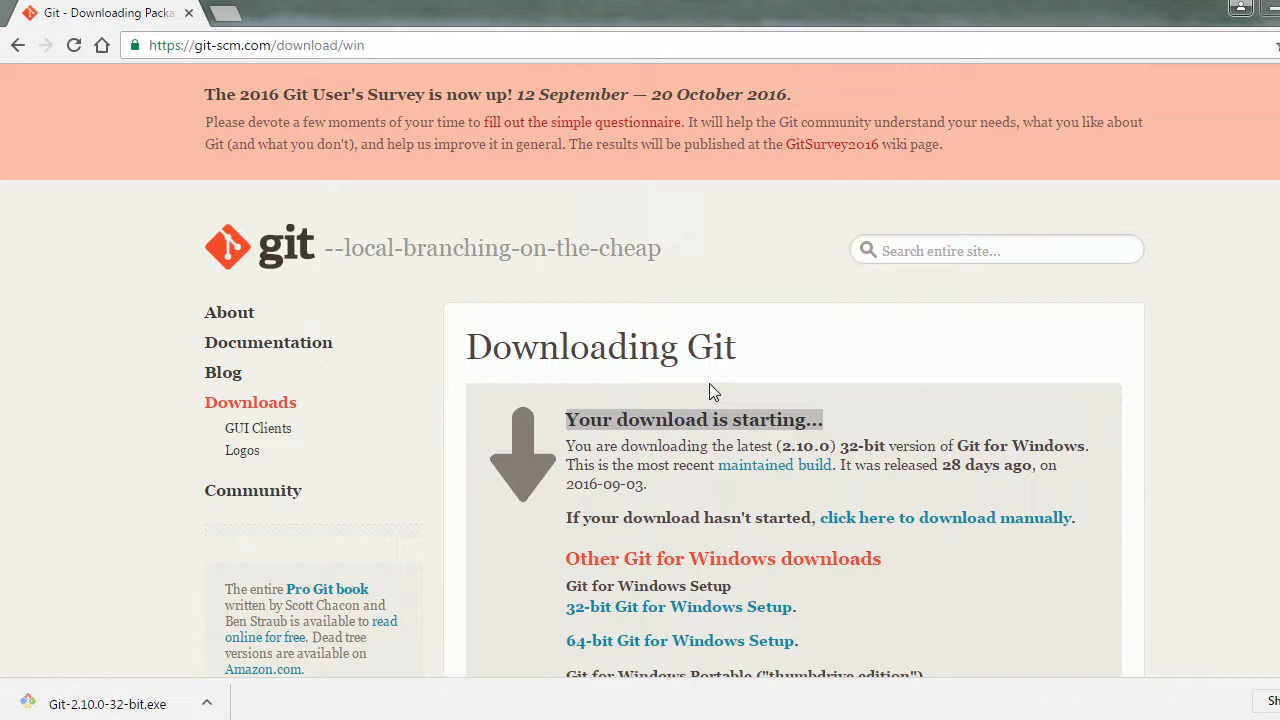 Git - Downloading Packa
https://git-scm.com/download/win
The 2016 Git User's Survey is now up! 12 September — 20 October 2016.
Please devote a few moments of your time to fill out the simple questionnaire. It will help the Git community understand your needs, what you like about
Git (and what you don't), and help us improve it in general. The results will be published at the GitSurvey2016 wiki page.
git --local-branching-on-the-cheap
Search entire site...
About
Documentation
Blog
Downloads
GUI Clients
Logos
Community
The entire Pro Git book
written by Scott Chacon and
Ben Straub is available to read
online for free. Dead tree
versions are available on
Amazon.com.
Downloading Git
Your download is starting...
You are downloading the latest (2.10.0) 32-bit version of Git for Windows.
This is the most recent maintained build. It was released 28 days ago, on
2016-09-03.
If your download hasn't started, click here to download manually.
Other Git for Windows downloads
Git for Windows Setup
32-bit Git for Windows Setup.
64-bit Git for Windows Setup.
Git for Windows Portable ("thumbdrive edition")
Git-2.10.0-32-bit.exe
Sh